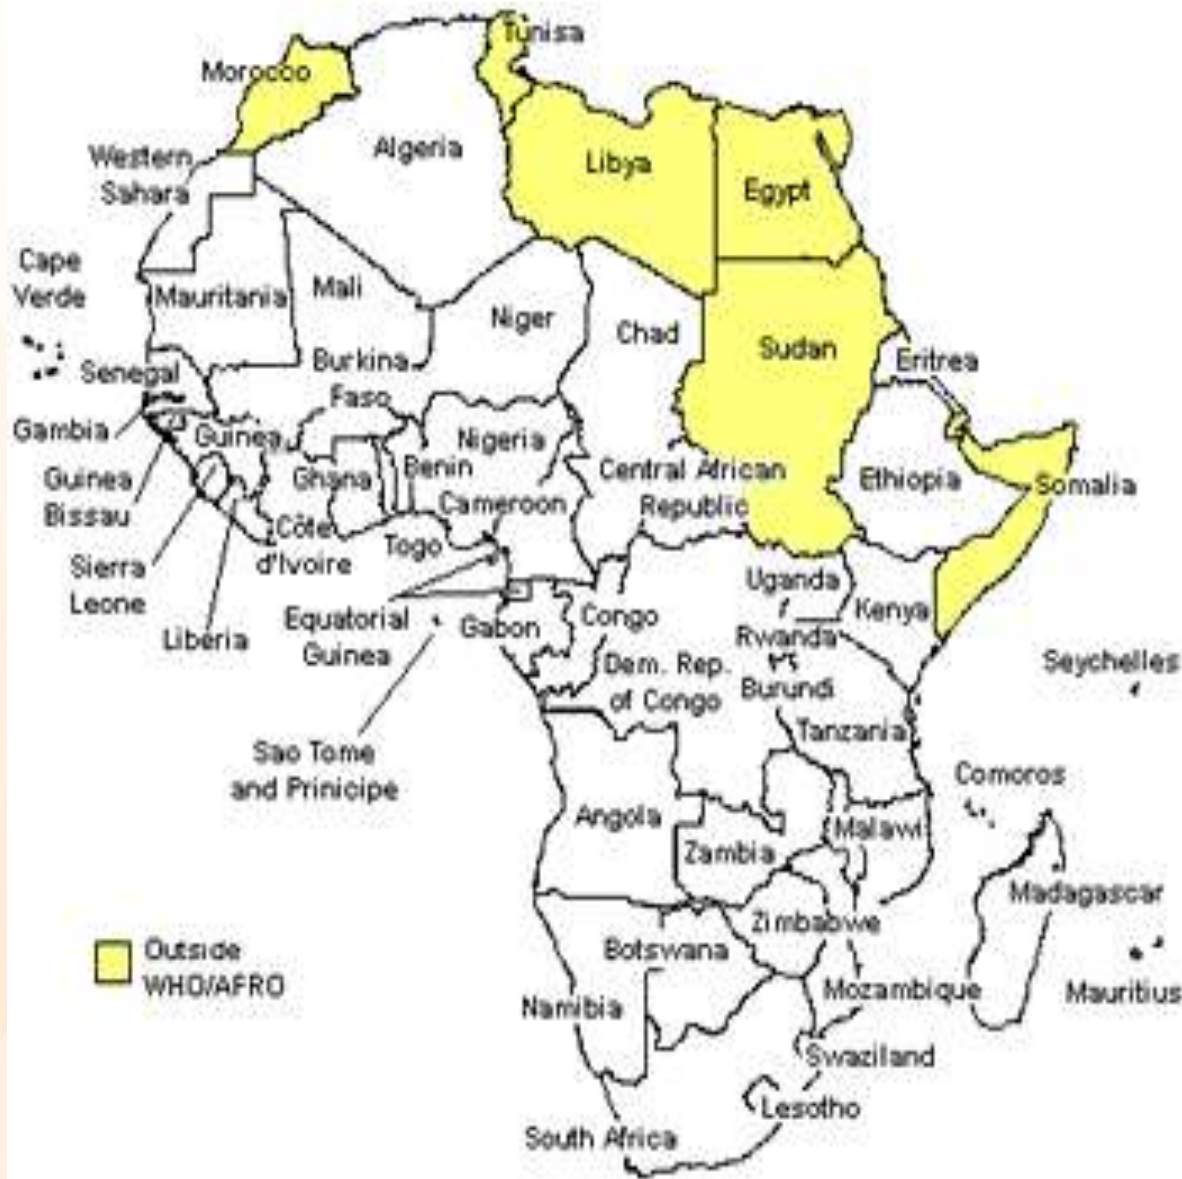 Tunisa
Morocco
Algeria
Libya
Egypt
Western
Sahara
Cape
Verde
Mauritania
Mali
Niger
Chad
Sudan
Eritrea
Senegal
Burkina
Faso
Gambia
Guinea
Nigeria
Guinea
Bissau
Ghana
Benin
Central African
Republic
Ethiopia
Somalia
Cameroon
Côte
d'Ivoire
Togo
Sierra
Leone
Liberia
Equatorial
Guinea
Gabon
Congo
Uganda
Kenya
Rwanda
Dem. Rep.
of Congo
Burundi
Seychelles
Tanzania
Sao Tome
and Prinicipe
Comoros
Angola
Malawi
Zambia
Madagascar
Zimbabwe
Botswana
Outside
WHO/AFRO
Namibia
Mozambique
Mauritius
Swaziland
Lesotho
South Africa